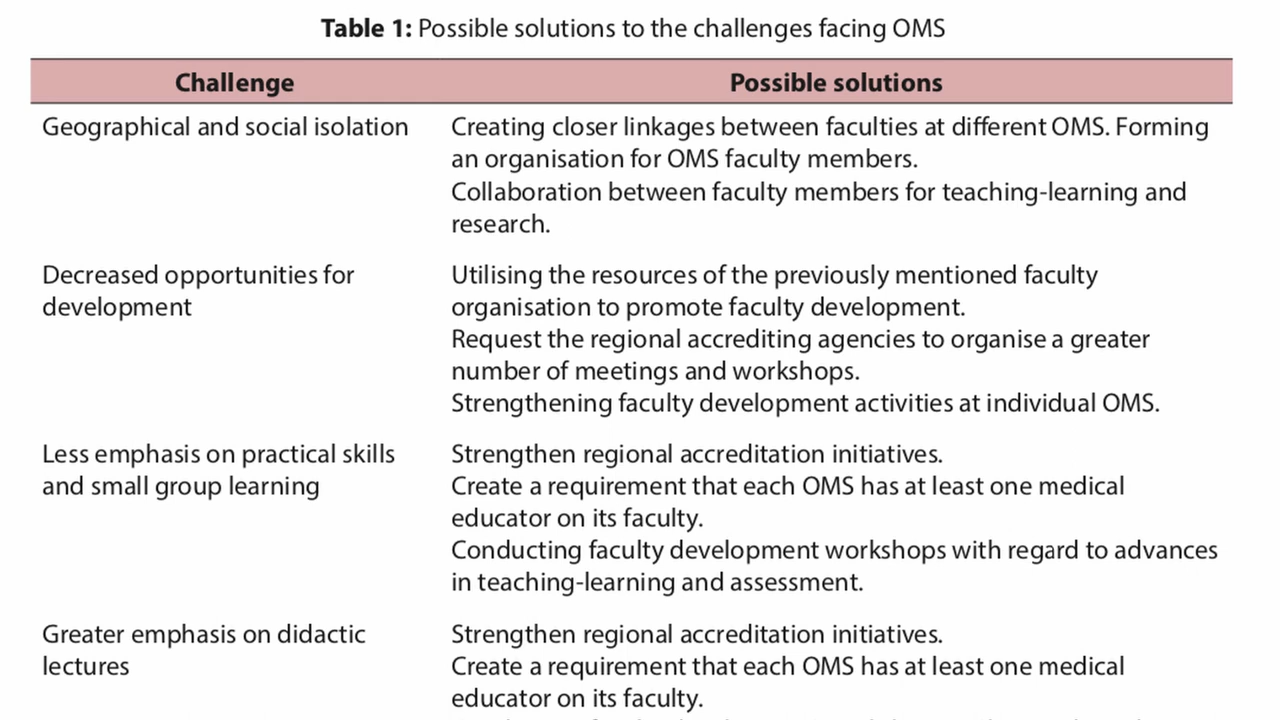 Table 1: Possible solutions to the challenges facing OMS
Challenge Possible solutions
Geographical and social isolation Creating closer linkages between faculties at different OMS. Forming
an organisation for OMS faculty members.
Collaboration between faculty members for teaching-learning and
research.
Decreased opportunities for Utilising the resources of the previously mentioned faculty
development organisation to promote faculty development.
Request the regional accrediting agencies to organise a greater
number of meetings and workshops.
Strengthening faculty development activities at individual OMS.
Less emphasis on practical skills Strengthen regional accreditation initiatives.
and small group learning Create a requirement that each OMS has at least one medical
educator on its faculty.
Conducting faculty development workshops with regard to advances
in teaching-learning and assessment.
Greater emphasis on didactic Strengthen regional accreditation initiatives.
lectures Create a requirement that each OMS has at least one medical
educator on its faculty.